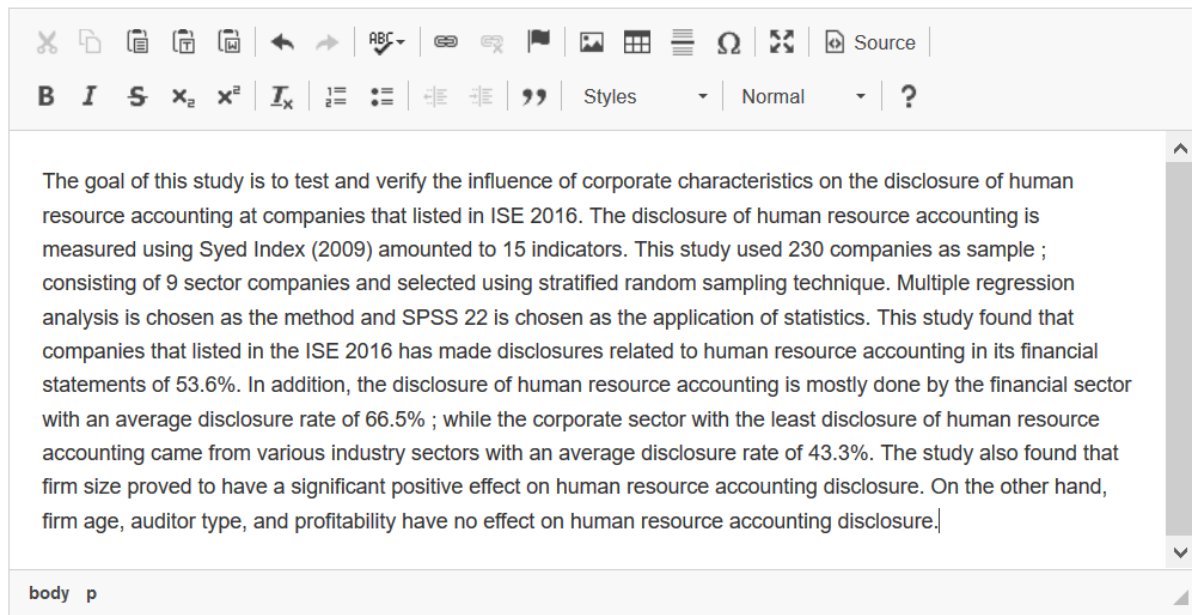 ABC
Source
B I S x₂ x² Iₓ Styles Normal ?
The goal of this study is to test and verify the influence of corporate characteristics on the disclosure of human
resource accounting at companies that listed in ISE 2016. The disclosure of human resource accounting is
measured using Syed Index (2009) amounted to 15 indicators. This study used 230 companies as sample ;
consisting of 9 sector companies and selected using stratified random sampling technique. Multiple regression
analysis is chosen as the method and SPSS 22 is chosen as the application of statistics. This study found that
companies that listed in the ISE 2016 has made disclosures related to human resource accounting in its financial
statements of 53.6%. In addition, the disclosure of human resource accounting is mostly done by the financial sector
with an average disclosure rate of 66.5% ; while the corporate sector with the least disclosure of human resource
accounting came from various industry sectors with an average disclosure rate of 43.3%. The study also found that
firm size proved to have a significant positive effect on human resource accounting disclosure. On the other hand,
firm age, auditor type, and profitability have no effect on human resource accounting disclosure.
body p